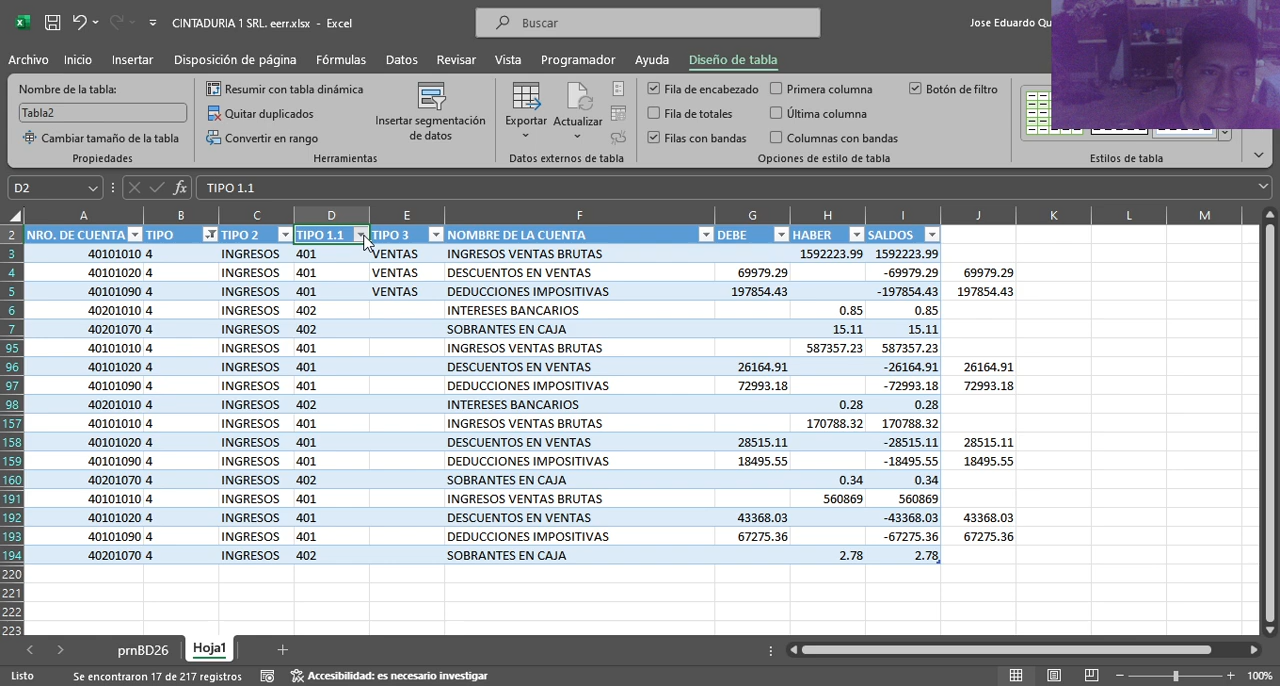 CINTADURIA 1 SRL. eerr.xlsx - Excel
Buscar
Jose Eduardo Qu
Archivo Inicio Insertar Disposición de página Fórmulas Datos Revisar Vista Programador Ayuda Diseño de tabla
Nombre de la tabla:
Tabla2
Cambiar tamaño de la tabla
Propiedades
Resumir con tabla dinámica
Quitar duplicados
Convertir en rango
Insertar segmentación de datos
Herramientas
Exportar Actualizar
Datos externos de tabla
Fila de encabezado Primera columna Botón de filtro
Fila de totales Última columna
Filas con bandas Columnas con bandas
Opciones de estilo de tabla
Estilos de tabla
D2 fx TIPO 1.1
A B C D E F G H I J K L M
2 NRO. DE CUENTA TIPO TIPO 2 TIPO 1.1 TIPO 3 NOMBRE DE LA CUENTA DEBE HABER SALDOS
3 40101010 4 INGRESOS 401 VENTAS INGRESOS VENTAS BRUTAS 1592223.99 1592223.99
4 40101020 4 INGRESOS 401 VENTAS DESCUENTOS EN VENTAS 69979.29 -69979.29 69979.29
5 40101090 4 INGRESOS 401 VENTAS DEDUCCIONES IMPOSITIVAS 197854.43 -197854.43 197854.43
6 40201010 4 INGRESOS 402 INTERESES BANCARIOS 0.85 0.85
7 40201070 4 INGRESOS 402 SOBRANTES EN CAJA 15.11 15.11
95 40101010 4 INGRESOS 401 INGRESOS VENTAS BRUTAS 587357.23 587357.23
96 40101020 4 INGRESOS 401 DESCUENTOS EN VENTAS 26164.91 -26164.91 26164.91
97 40101090 4 INGRESOS 401 DEDUCCIONES IMPOSITIVAS 72993.18 -72993.18 72993.18
98 40201010 4 INGRESOS 402 INTERESES BANCARIOS 0.28 0.28
157 40101010 4 INGRESOS 401 INGRESOS VENTAS BRUTAS 170788.32 170788.32
158 40101020 4 INGRESOS 401 DESCUENTOS EN VENTAS 28515.11 -28515.11 28515.11
159 40101090 4 INGRESOS 401 DEDUCCIONES IMPOSITIVAS 18495.55 -18495.55 18495.55
160 40201070 4 INGRESOS 402 SOBRANTES EN CAJA 0.34 0.34
191 40101010 4 INGRESOS 401 INGRESOS VENTAS BRUTAS 560869 560869
192 40101020 4 INGRESOS 401 DESCUENTOS EN VENTAS 43368.03 -43368.03 43368.03
193 40101090 4 INGRESOS 401 DEDUCCIONES IMPOSITIVAS 67275.36 -67275.36 67275.36
194 40201070 4 INGRESOS 402 SOBRANTES EN CAJA 2.78 2.78
220
221
222
223
prnBD26 Hoja1
Listo Se encontraron 17 de 217 registros Accesibilidad: es necesario investigar 100%